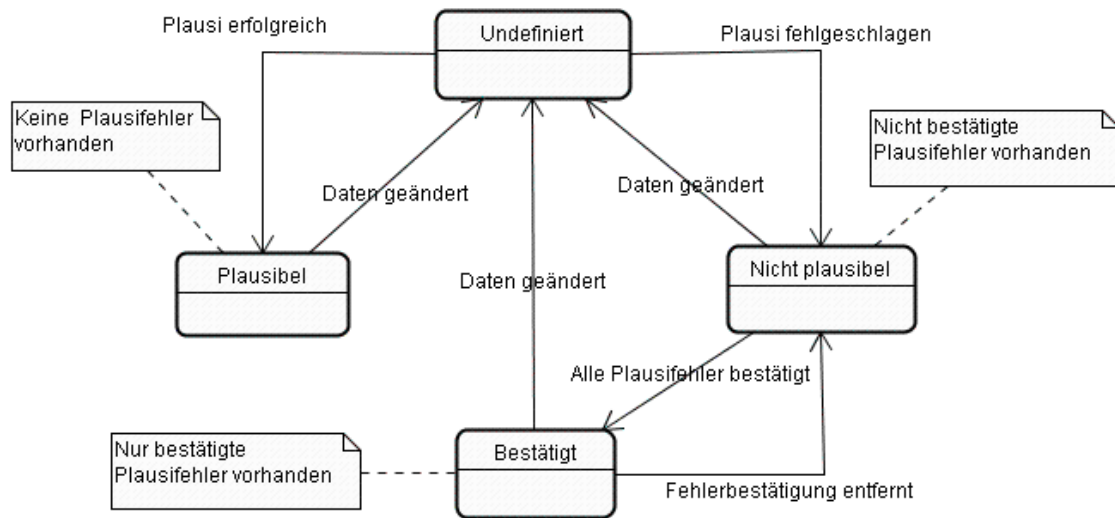 Plausi erfolgreich
Undefiniert
Plausi fehlgeschlagen
Keine Plausifehler
vorhanden
Nicht bestätigte
Plausifehler vorhanden
Daten geändert
Daten geändert
Plausibel
Daten geändert
Nicht plausibel
Alle Plausifehler bestätigt
Nur bestätigte
Plausifehler vorhanden
Bestätigt
Fehlerbestätigung entfernt